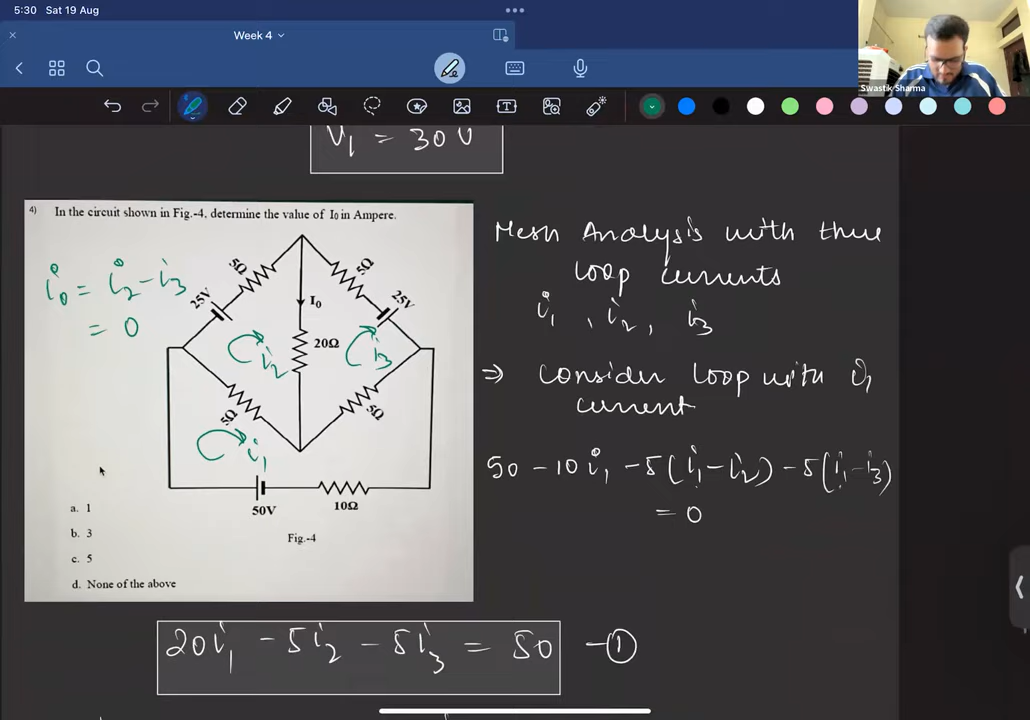 5:30 Sat 19 Aug
Week 4
Swastik Sharma
V1 = 30 V
4) In the circuit shown in Fig.-4, determine the value of I0 in Ampere.
i0 = i2 - i3
= 0
5Ω
5Ω
25V
25V
I0
20Ω
i2
i3
5Ω
5Ω
i1
50V
10Ω
Fig.-4
a. 1
b. 3
c. 5
d. None of the above
Mesh Analysis with three
loop currents
i1 , i2, i3
⇒ Consider loop with i1
current
50 - 10 i1 - 5(i1 - i2) - 5(i1 - i3)
= 0
20i1 - 5i2 - 5i3 = 50 - ①